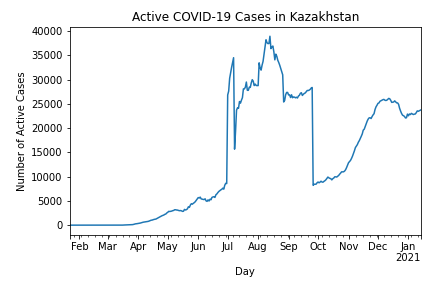 Active COVID-19 Cases in Kazakhstan
40000
35000
30000
25000
20000
15000
10000
5000
0
Number of Active Cases
Feb Mar Apr May Jun Jul Aug Sep Oct Nov Dec Jan
2021
Day